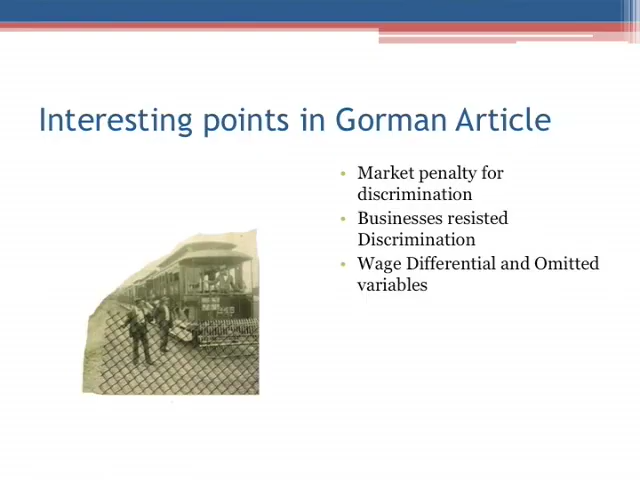 Interesting points in Gorman Article
• Market penalty for
discrimination
• Businesses resisted
Discrimination
• Wage Differential and Omitted
variables